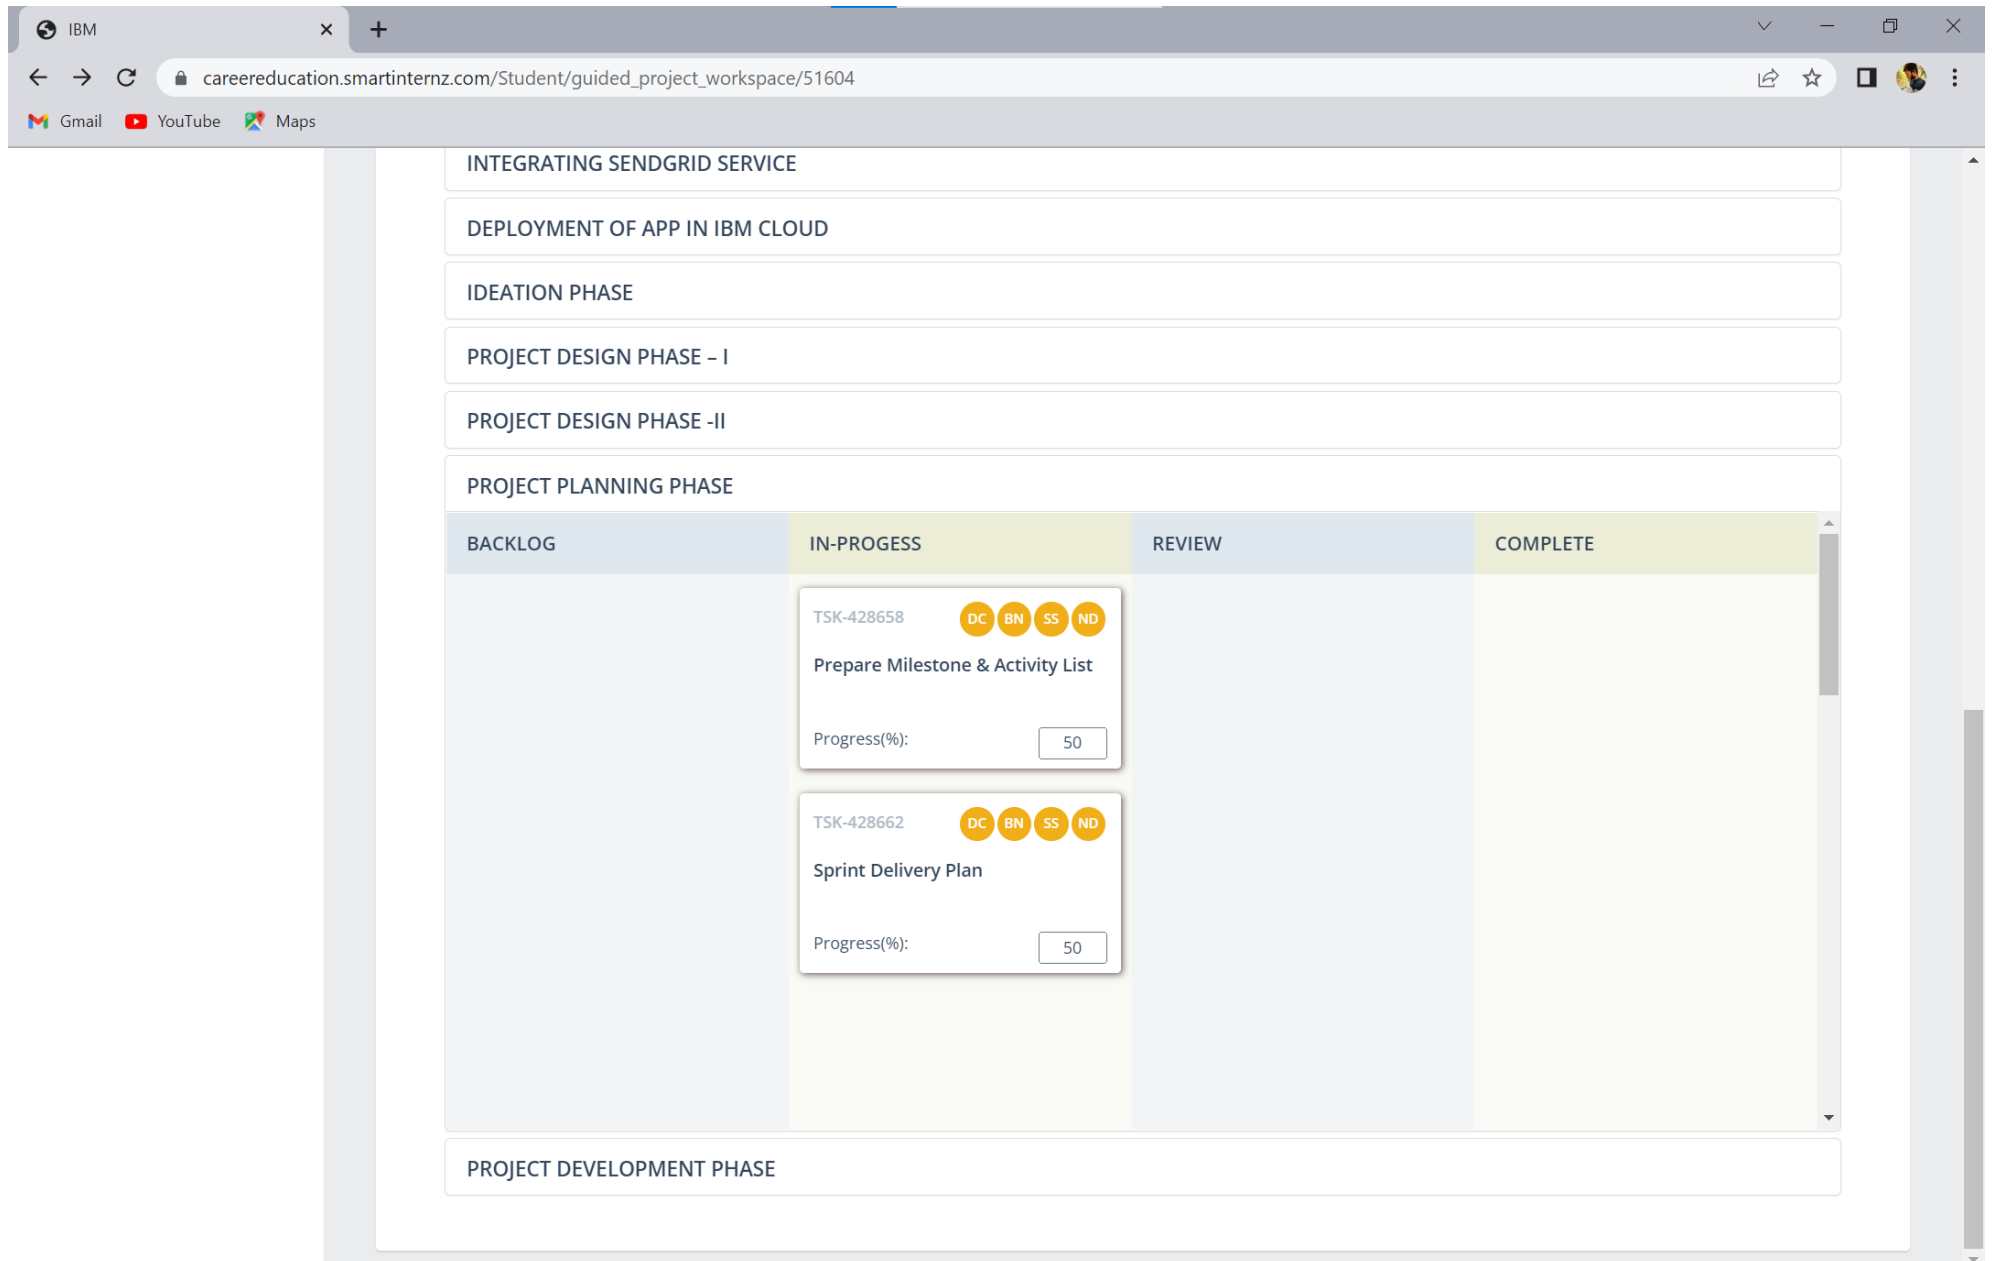 IBM
careereducation.smartinternz.com/Student/guided_project_workspace/51604
Gmail YouTube Maps
INTEGRATING SENDGRID SERVICE
DEPLOYMENT OF APP IN IBM CLOUD
IDEATION PHASE
PROJECT DESIGN PHASE – I
PROJECT DESIGN PHASE -II
PROJECT PLANNING PHASE
BACKLOG IN-PROGESS REVIEW COMPLETE
TSK-428658 DC BN SS ND
Prepare Milestone & Activity List
Progress(%): 50
TSK-428662 DC BN SS ND
Sprint Delivery Plan
Progress(%): 50
PROJECT DEVELOPMENT PHASE